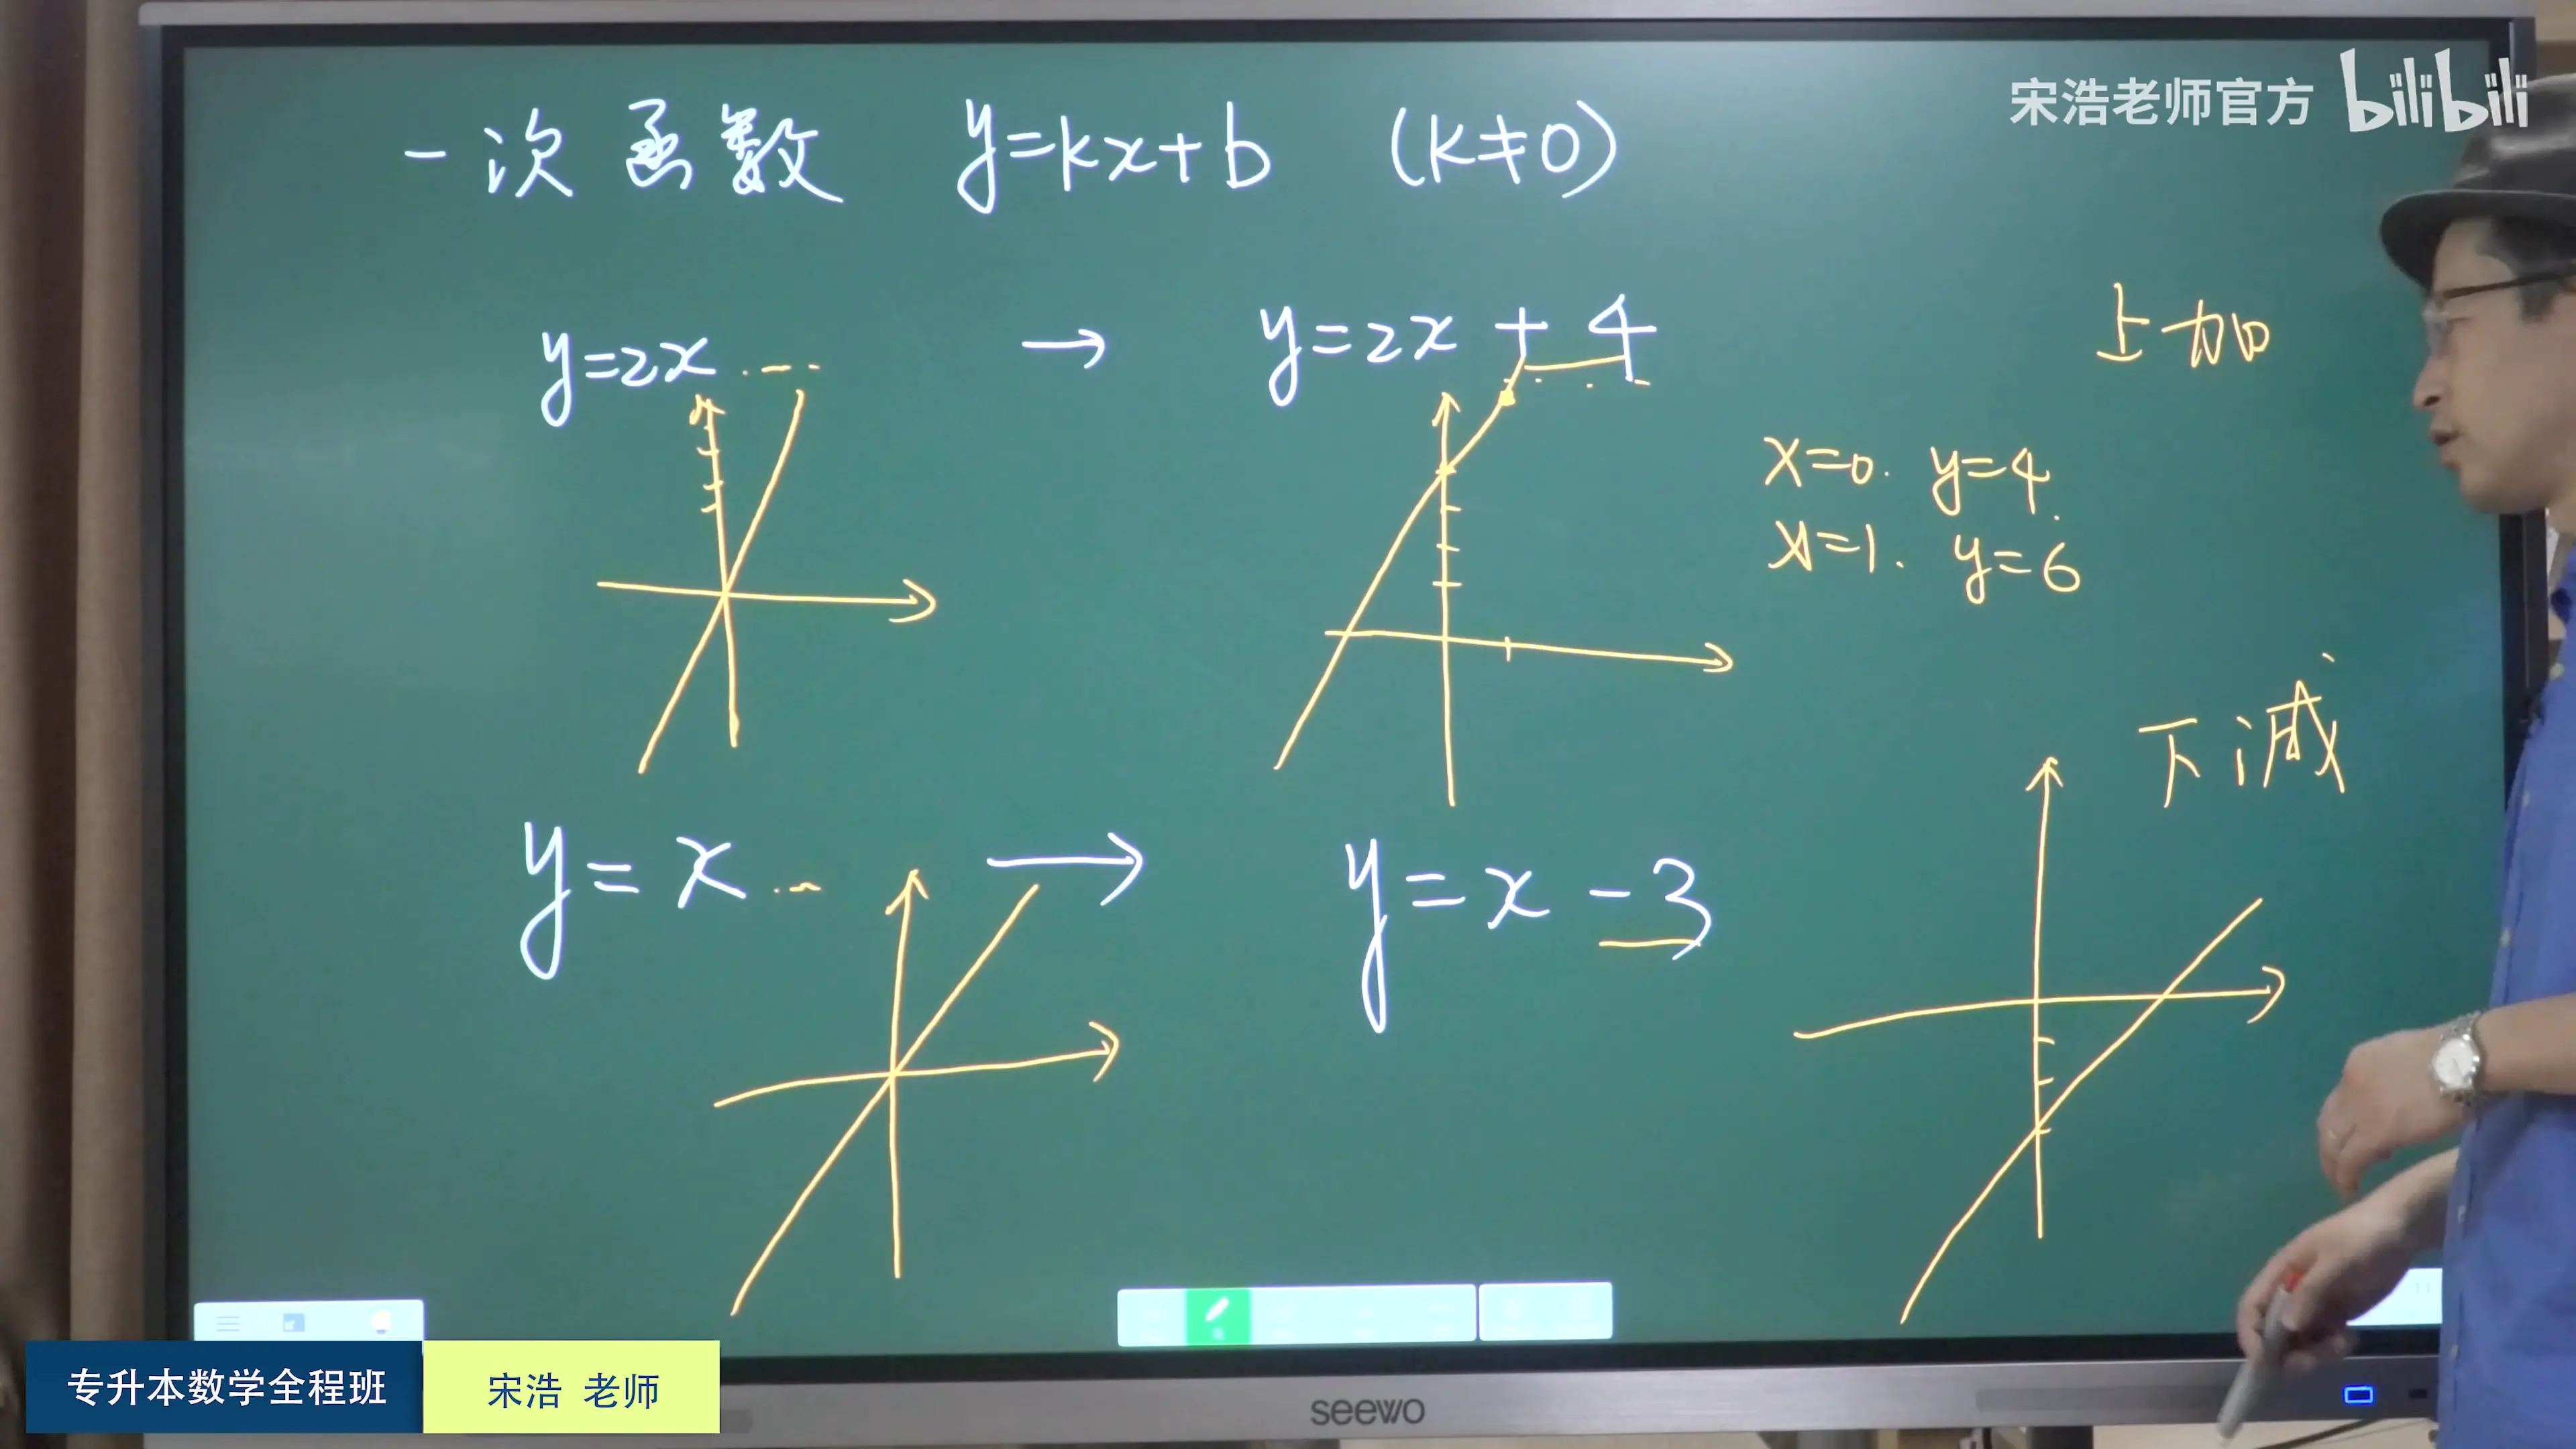 宋浩老师官方 bilibili
一次函数 y=kx+b (k≠0)
y=2x → y=2x+4
上加
x=0. y=4
x=1. y=6
下减
y=x → y=x-3
专升本数学全程班 宋浩 老师
seewo